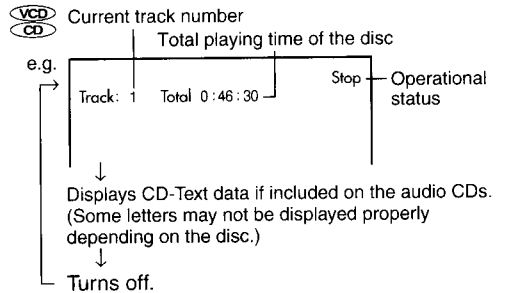 VCD Current track number
CD
Total playing time of the disc
e.g.
Track: 1 Total 0:46:30
Stop
Operational
status
Displays CD-Text data if included on the audio CDs.
(Some letters may not be displayed properly
depending on the disc.)
Turns off.